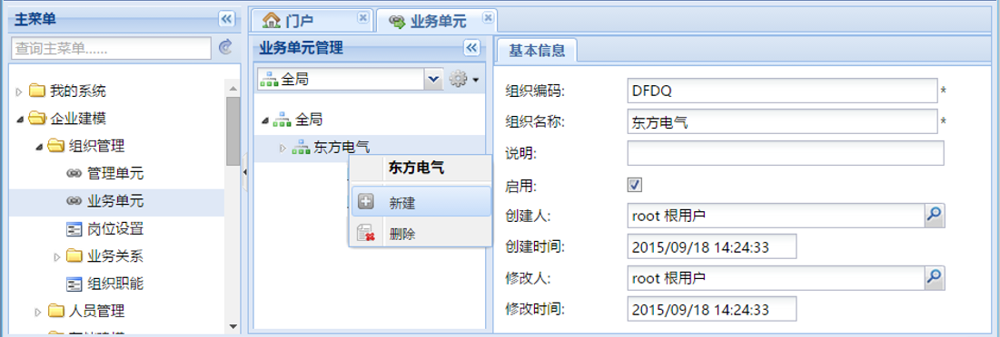 主菜单
查询主菜单......
我的系统
企业建模
组织管理
管理单元
业务单元
岗位设置
业务关系
组织职能
人员管理
门户
业务单元
业务单元管理
全局
全局
东方电气
东方电气
新建
删除
基本信息
组织编码: DFDQ *
组织名称: 东方电气 *
说明:
启用:
创建人: root 根用户
创建时间: 2015/09/18 14:24:33
修改人: root 根用户
修改时间: 2015/09/18 14:24:33